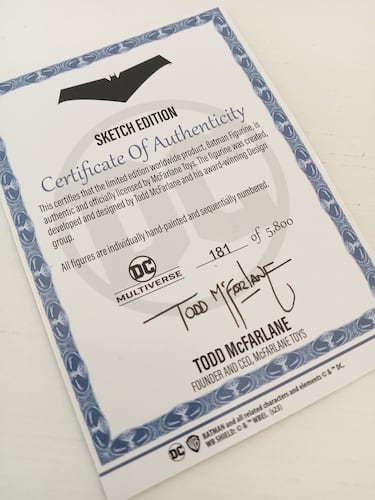 SKETCH EDITION
Certificate Of Authenticity
This certifies that the limited edition worldwide product, Batman Figurine, is
authentic and officially licensed by McFarlane Toys. The figurine was created,
developed and designed by Todd McFarlane and his award-winning Design
group.
All figures are individually hand-painted and sequentially numbered.
DC
MULTIVERSE
181 of 5,800
TODD McFARLANE
TODD McFARLANE
FOUNDER AND CEO, McFARLANE TOYS
DC
BATMAN and all related characters and elements © & ™ DC.
WB SHIELD: © & ™ WBEI. (s23)